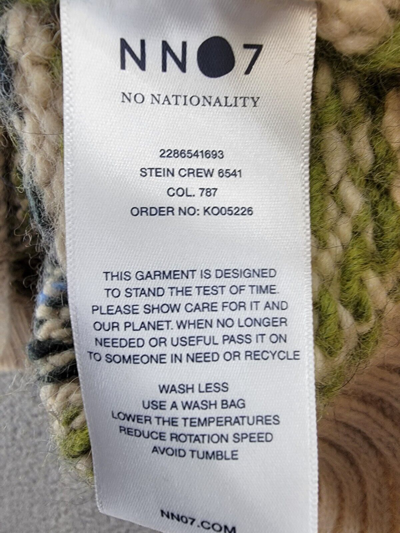 NN07
NO NATIONALITY
2286541693
STEIN CREW 6541
COL. 787
ORDER NO: KO05226
THIS GARMENT IS DESIGNED
TO STAND THE TEST OF TIME.
PLEASE SHOW CARE FOR IT AND
OUR PLANET. WHEN NO LONGER
NEEDED OR USEFUL PASS IT ON
TO SOMEONE IN NEED OR RECYCLE
WASH LESS
USE A WASH BAG
LOWER THE TEMPERATURES
REDUCE ROTATION SPEED
AVOID TUMBLE
NN07.COM